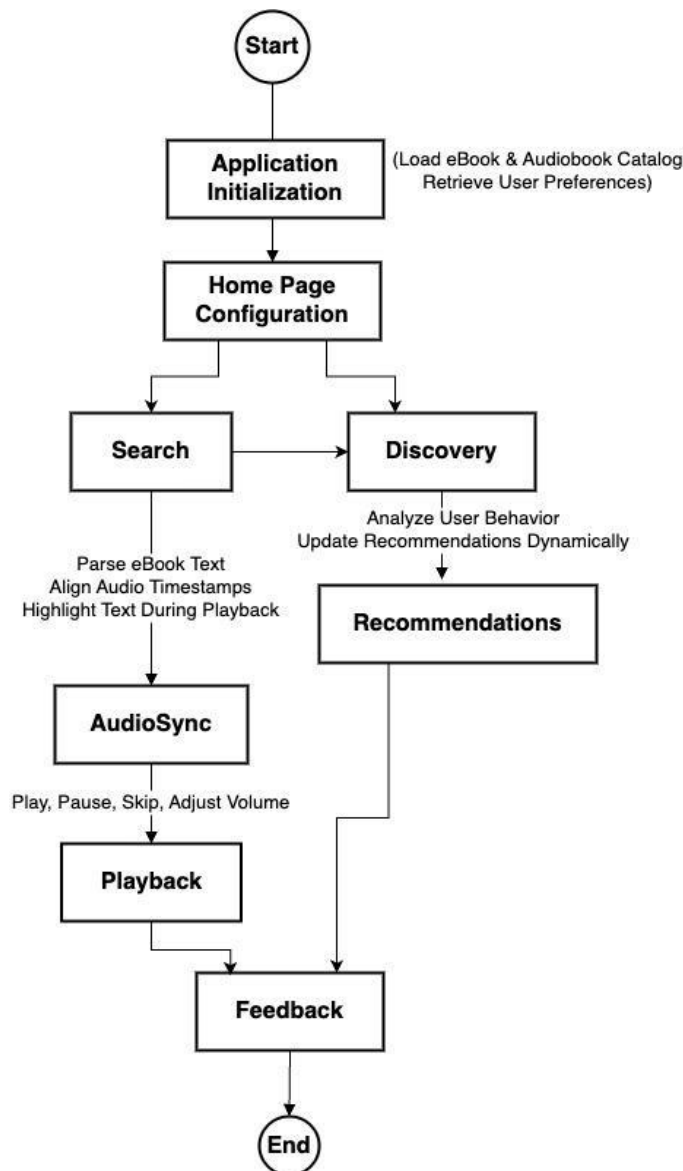 Start
Application
Initialization
(Load eBook & Audiobook Catalog
Retrieve User Preferences)
Home Page
Configuration
Search
Discovery
Analyze User Behavior
Update Recommendations Dynamically
Parse eBook Text
Align Audio Timestamps
Highlight Text During Playback
Recommendations
AudioSync
Play, Pause, Skip, Adjust Volume
Playback
Feedback
End